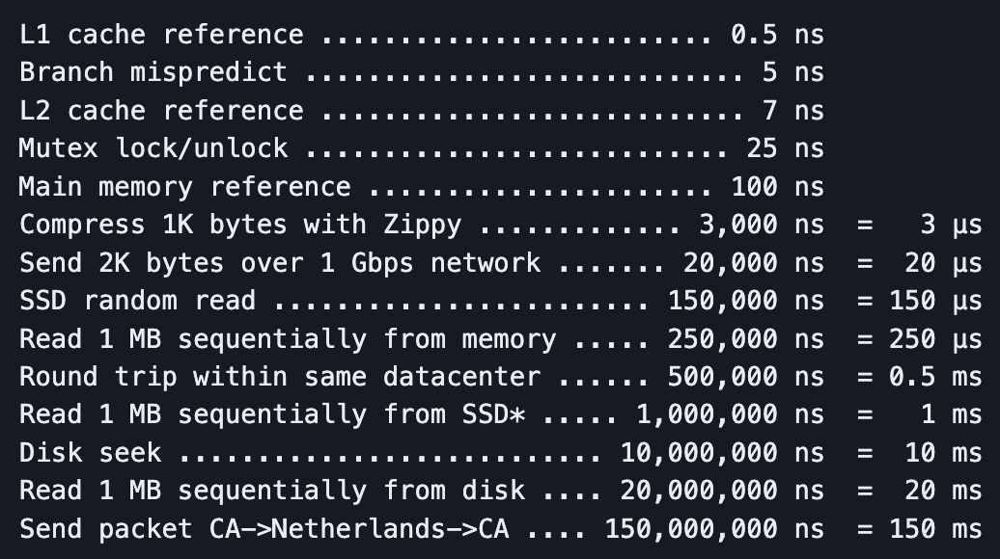 L1 cache reference ......................... 0.5 ns
Branch mispredict ............................ 5 ns
L2 cache reference ........................... 7 ns
Mutex lock/unlock ........................... 25 ns
Main memory reference ...................... 100 ns
Compress 1K bytes with Zippy ............. 3,000 ns  =   3 µs
Send 2K bytes over 1 Gbps network ....... 20,000 ns  =  20 µs
SSD random read ........................ 150,000 ns  = 150 µs
Read 1 MB sequentially from memory ..... 250,000 ns  = 250 µs
Round trip within same datacenter ...... 500,000 ns  = 0.5 ms
Read 1 MB sequentially from SSD* ..... 1,000,000 ns  =   1 ms
Disk seek ........................... 10,000,000 ns  =  10 ms
Read 1 MB sequentially from disk .... 20,000,000 ns  =  20 ms
Send packet CA->Netherlands->CA .... 150,000,000 ns  = 150 ms